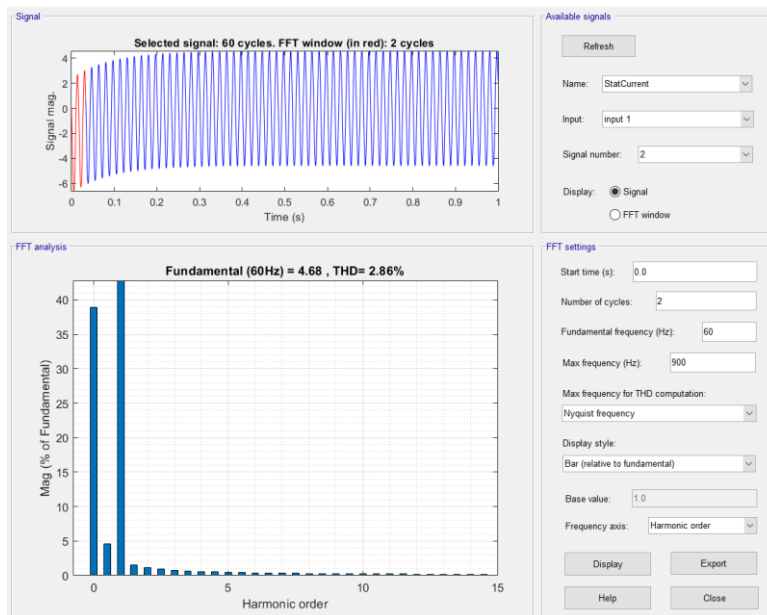 Signal
Selected signal: 60 cycles. FFT window (in red): 2 cycles
4
2
0
-2
-4
-6
Signal mag.
0 0.1 0.2 0.3 0.4 0.5 0.6 0.7 0.8 0.9 1
Time (s)
Available signals
Refresh
Name: StatCurrent
Input: input 1
Signal number: 2
Display: Signal
FFT window
FFT analysis
Fundamental (60Hz) = 4.68 , THD= 2.86%
40
35
30
25
20
15
10
5
0
Mag (% of Fundamental)
0 5 10 15
Harmonic order
FFT settings
Start time (s): 0.0
Number of cycles: 2
Fundamental frequency (Hz): 60
Max frequency (Hz): 900
Max frequency for THD computation:
Nyquist frequency
Display style:
Bar (relative to fundamental)
Base value: 1.0
Frequency axis: Harmonic order
Display Export
Help Close